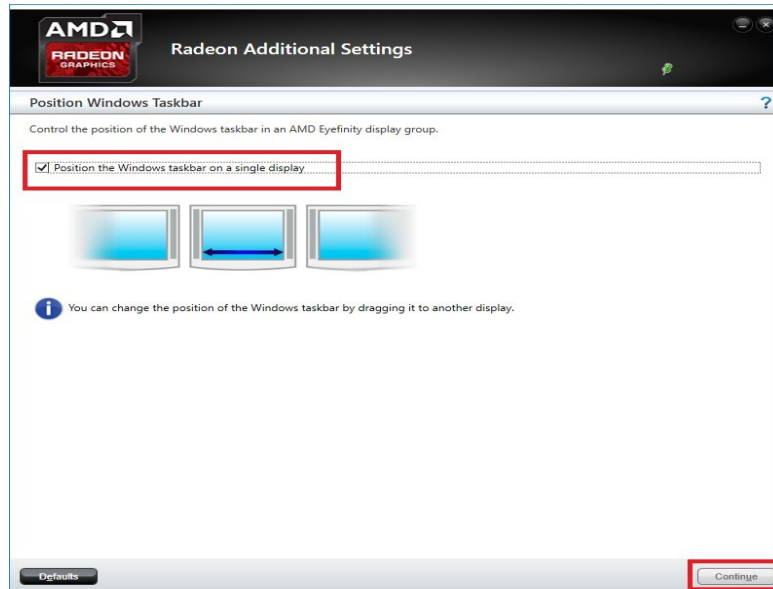 AMD
RADEON
GRAPHICS
Radeon Additional Settings
Position Windows Taskbar
?
Control the position of the Windows taskbar in an AMD Eyefinity display group.
Position the Windows taskbar on a single display
i You can change the position of the Windows taskbar by dragging it to another display.
Defaults
Continue